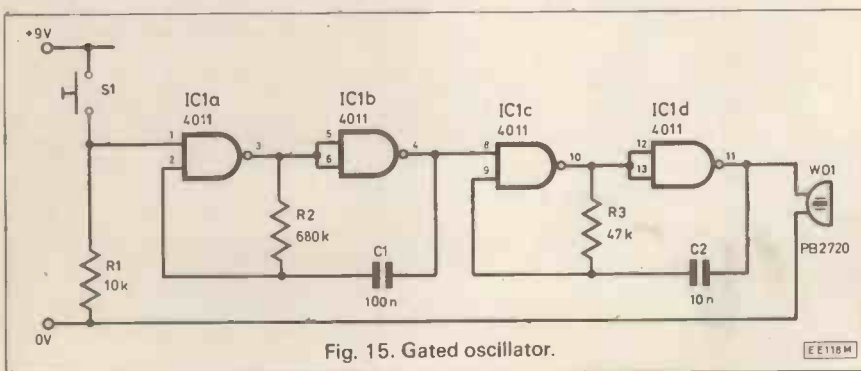 +9V
S1
IC1a
4011
IC1b
4011
IC1c
4011
IC1d
4011
1
2
3
5
6
4
8
9
10
12
13
11
WD1
R2
680k
R3
47k
PB2720
C1
100n
C2
10n
R1
10k
0V
Fig. 15. Gated oscillator.
EE118M